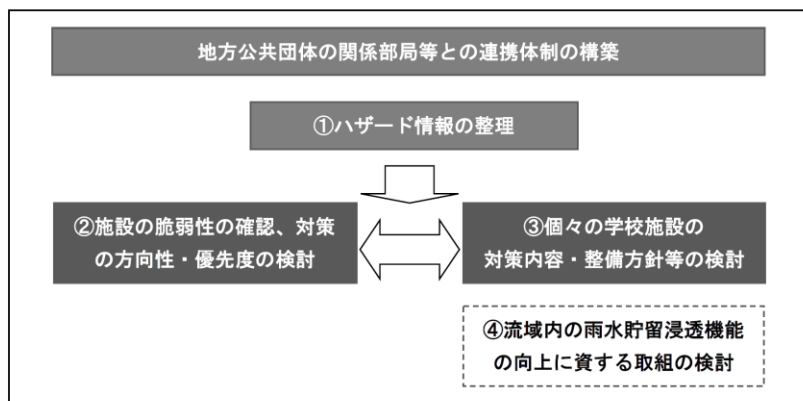 地方公共団体の関係部局等との連携体制の構築
①ハザード情報の整理
②施設の脆弱性の確認、対策
の方向性・優先度の検討
③個々の学校施設の
対策内容・整備方針等の検討
④流域内の雨水貯留浸透機能
の向上に資する取組の検討